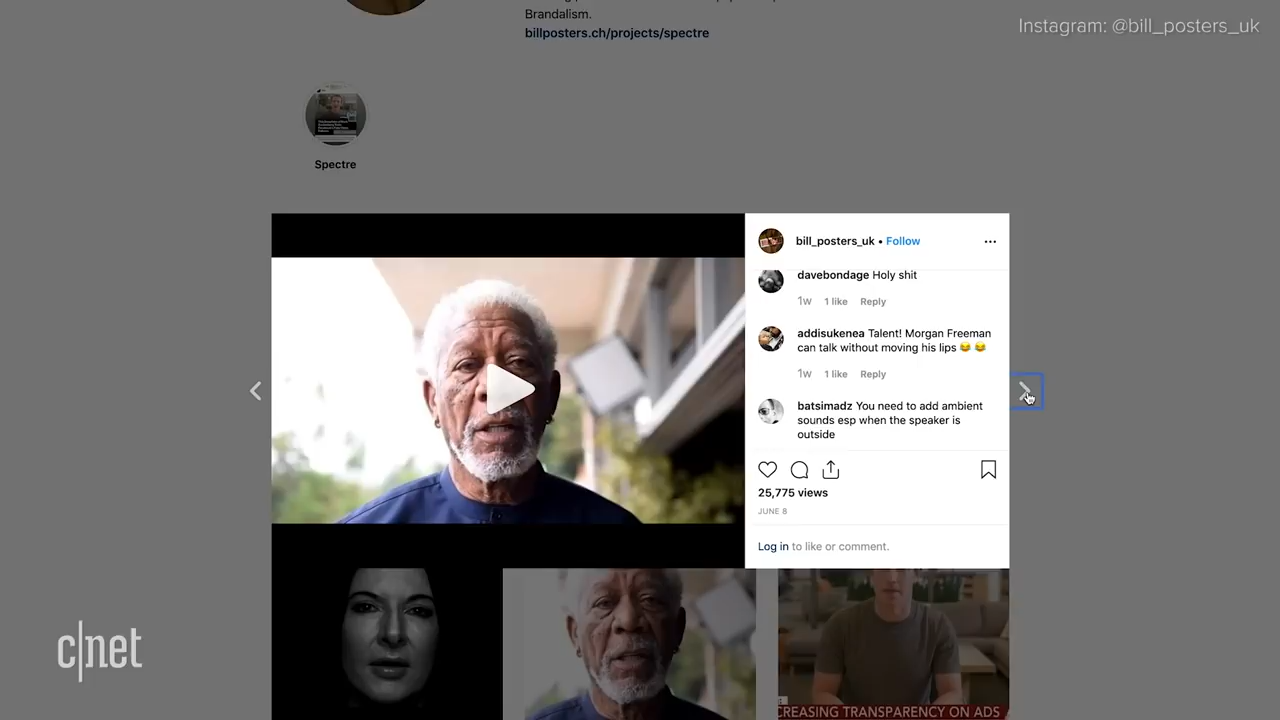 Brandalism.
billposters.ch/projects/spectre
Instagram: @bill_posters_uk
Spectre
bill_posters_uk • Follow
davebondage Holy shit
1w 1 like Reply
addisukenea Talent! Morgan Freeman
can talk without moving his lips 😂 😂
1w 1 like Reply
batsimadz You need to add ambient
sounds esp when the speaker is
outside
25,775 views
JUNE 8
Log in to like or comment.
CREASING TRANSPARENCY ON ADS
c|net